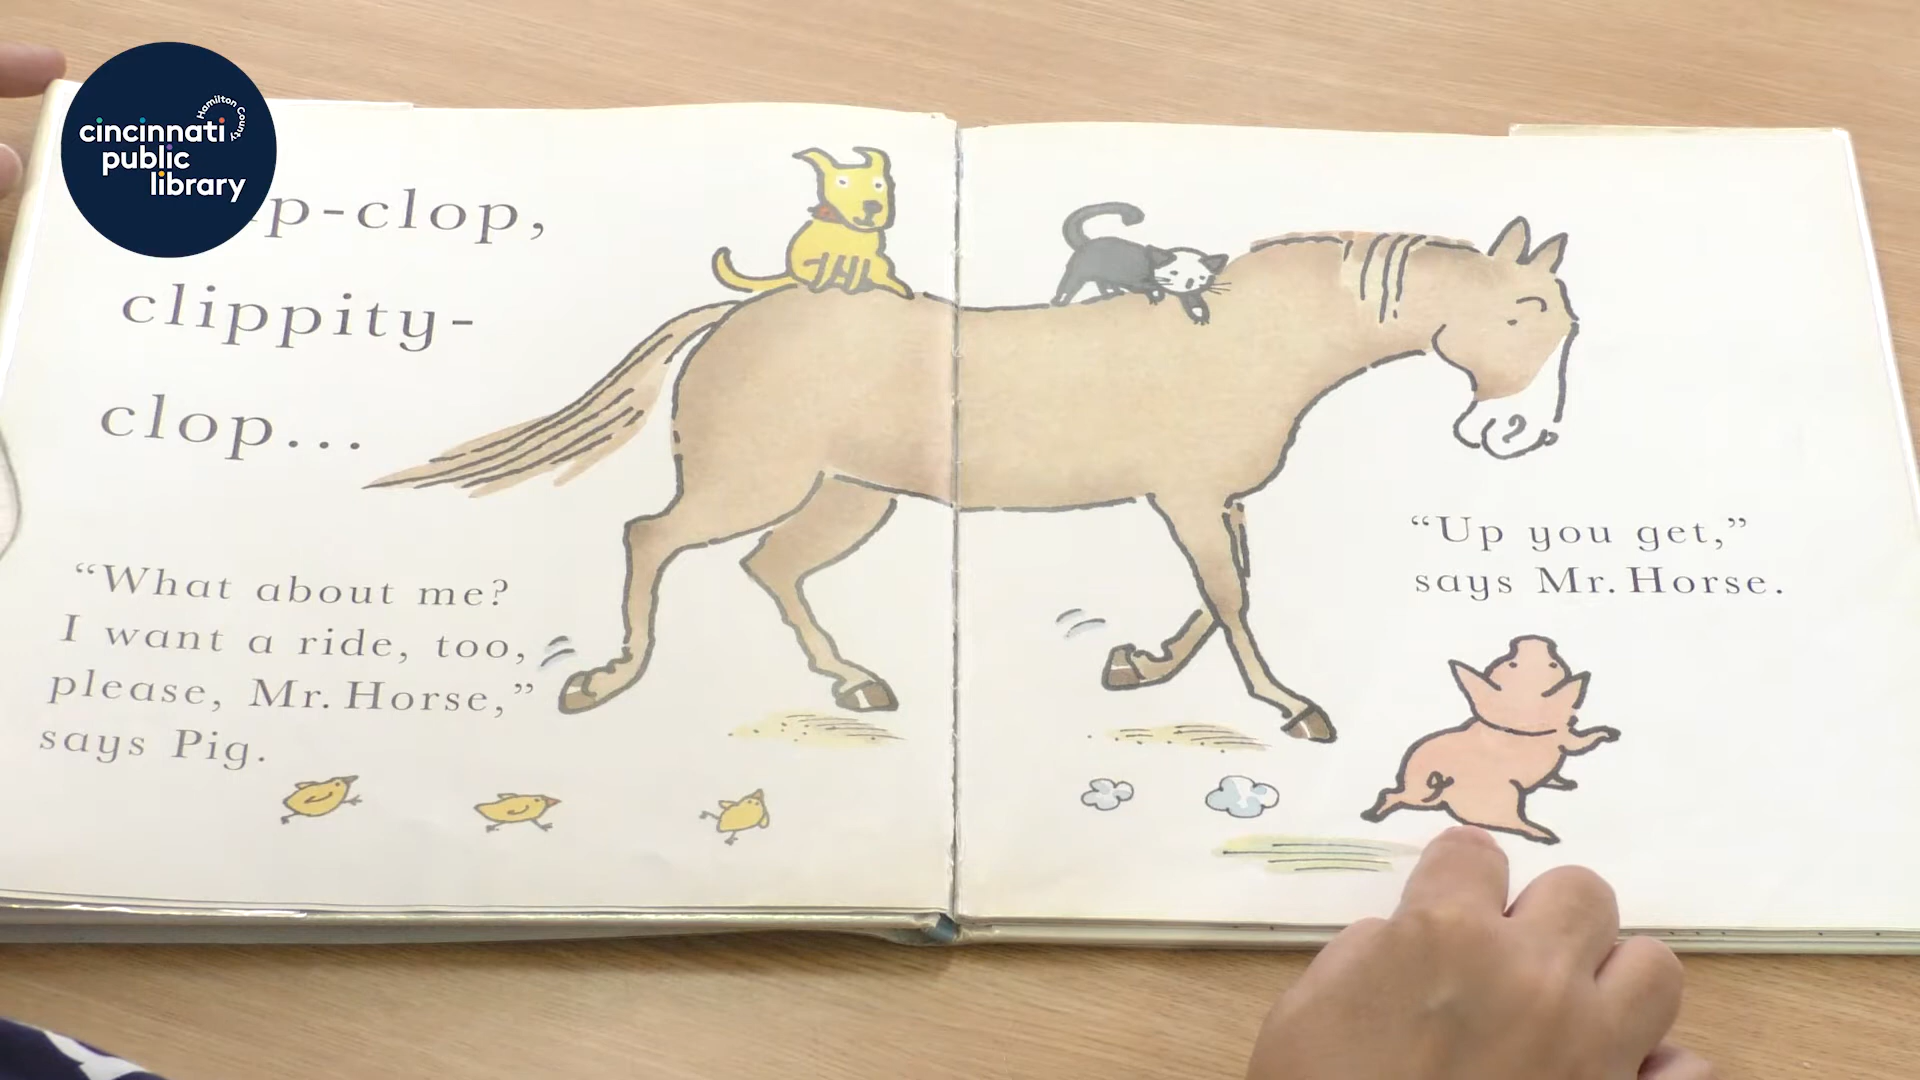 cincinnati
public
library
Hamilton County
p-clop,
clippity-
clop...
"What about me?
I want a ride, too,
please, Mr. Horse,"
says Pig.
"Up you get,"
says Mr. Horse.